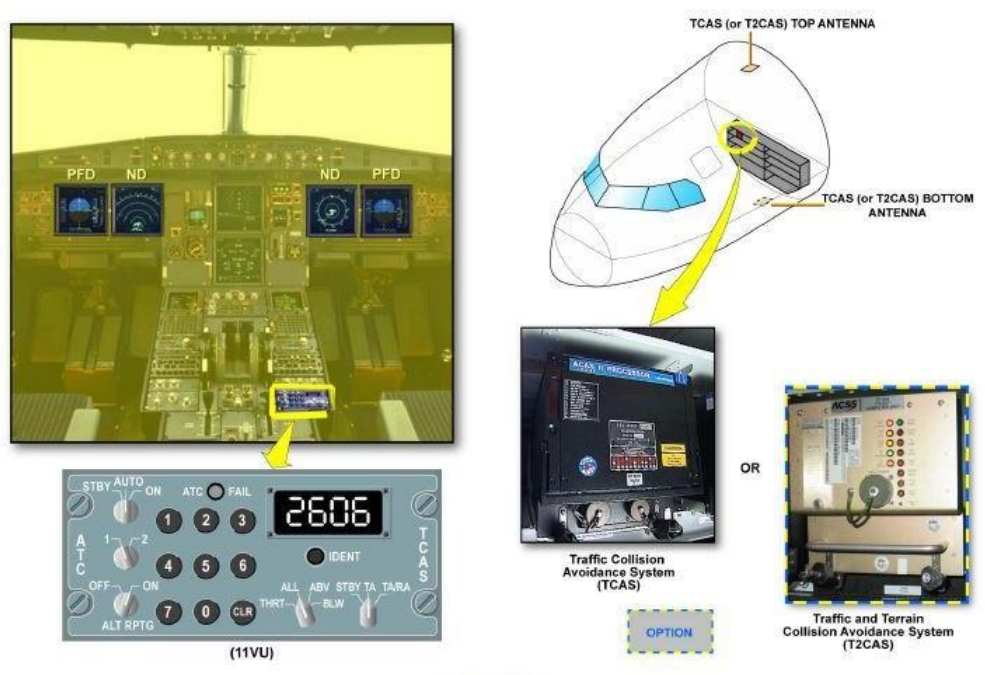 TCAS (or T2CAS) TOP ANTENNA
PFD
ND
ND
PFD
TCAS (or T2CAS) BOTTOM
ANTENNA
ACAS II PROCESSOR
ACSS
OR
STBY AUTO ON
ATC FAIL
2606
1 2 3
ATC
1 2
IDENT
TCAS
4 5 6
OFF ON
ALL ABV STBY TA TA/RA
THRT BLW
7 0 CLR
ALT RPTG
(11VU)
Traffic Collision
Avoidance System
(TCAS)
OPTION
Traffic and Terrain
Collision Avoidance System
(T2CAS)